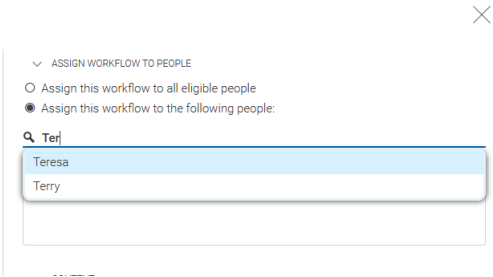 ASSIGN WORKFLOW TO PEOPLE
Assign this workflow to all eligible people
Assign this workflow to the following people:
Ter
Teresa
Terry